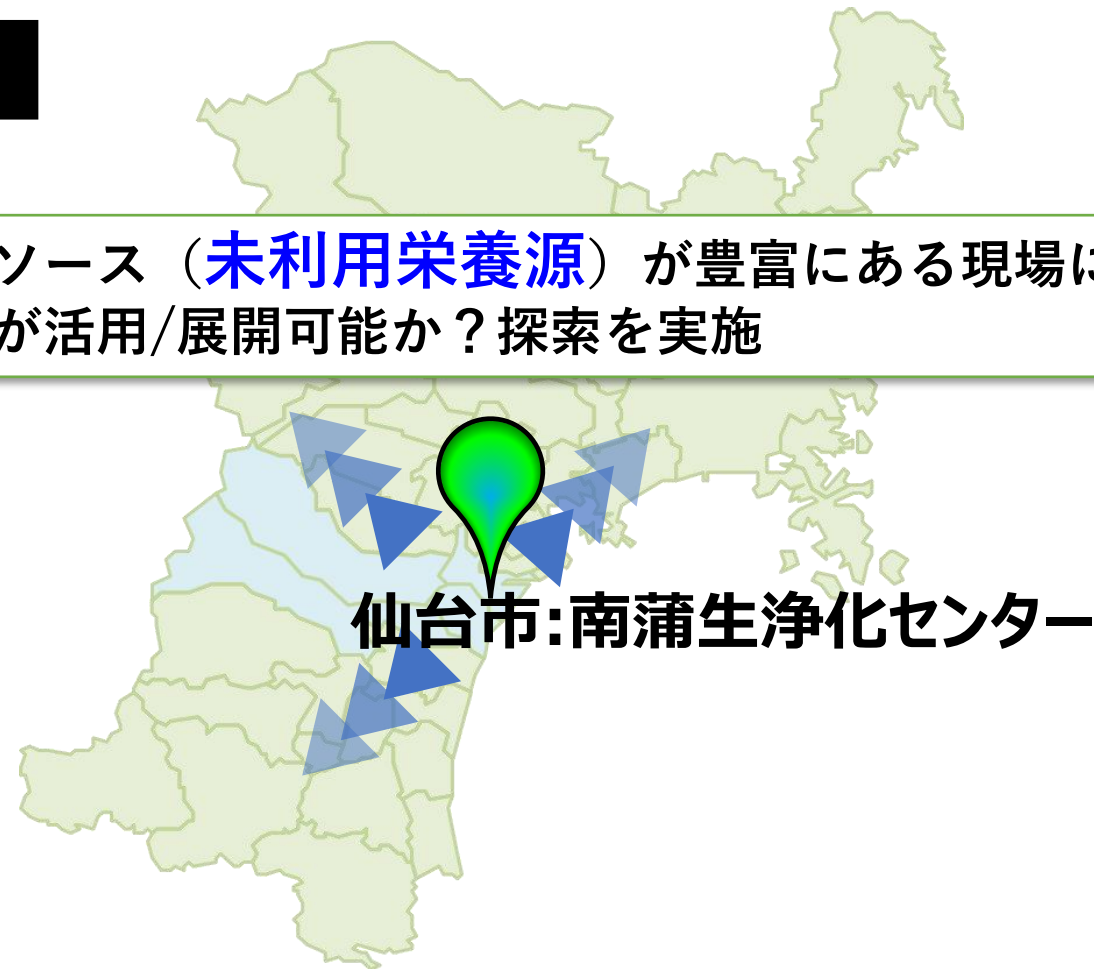 ソース（未利用栄養源）が豊富にある現場に
が活用/展開可能か？探索を実施
仙台市:南蒲生浄化センター